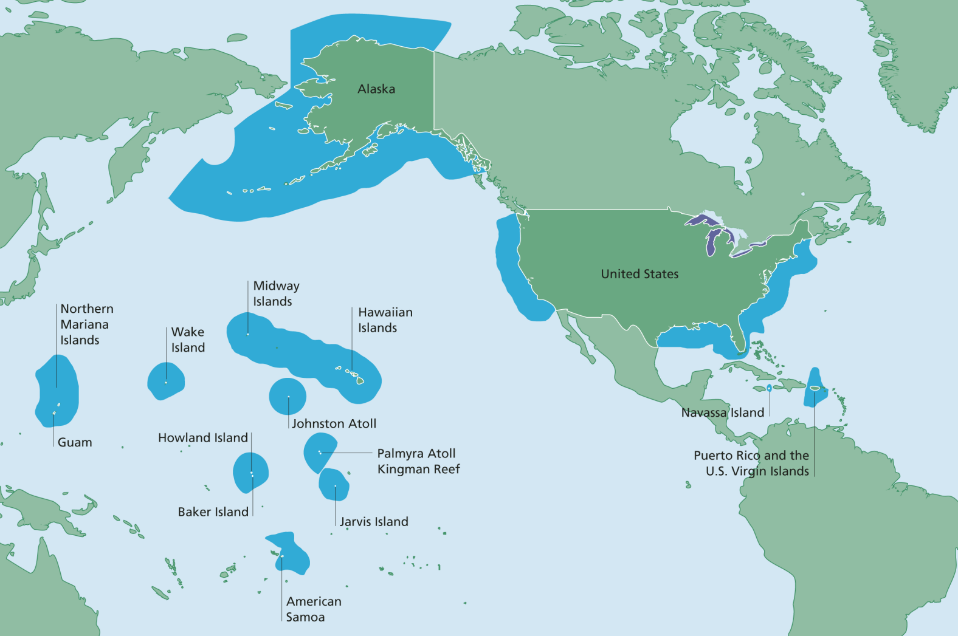 Alaska
United States
Midway
Islands
Northern
Mariana
Islands
Hawaiian
Islands
Wake
Island
Navassa Island
Johnston Atoll
Guam
Howland Island
Palmyra Atoll
Kingman Reef
Puerto Rico and the
U.S. Virgin Islands
Baker Island
Jarvis Island
American
Samoa